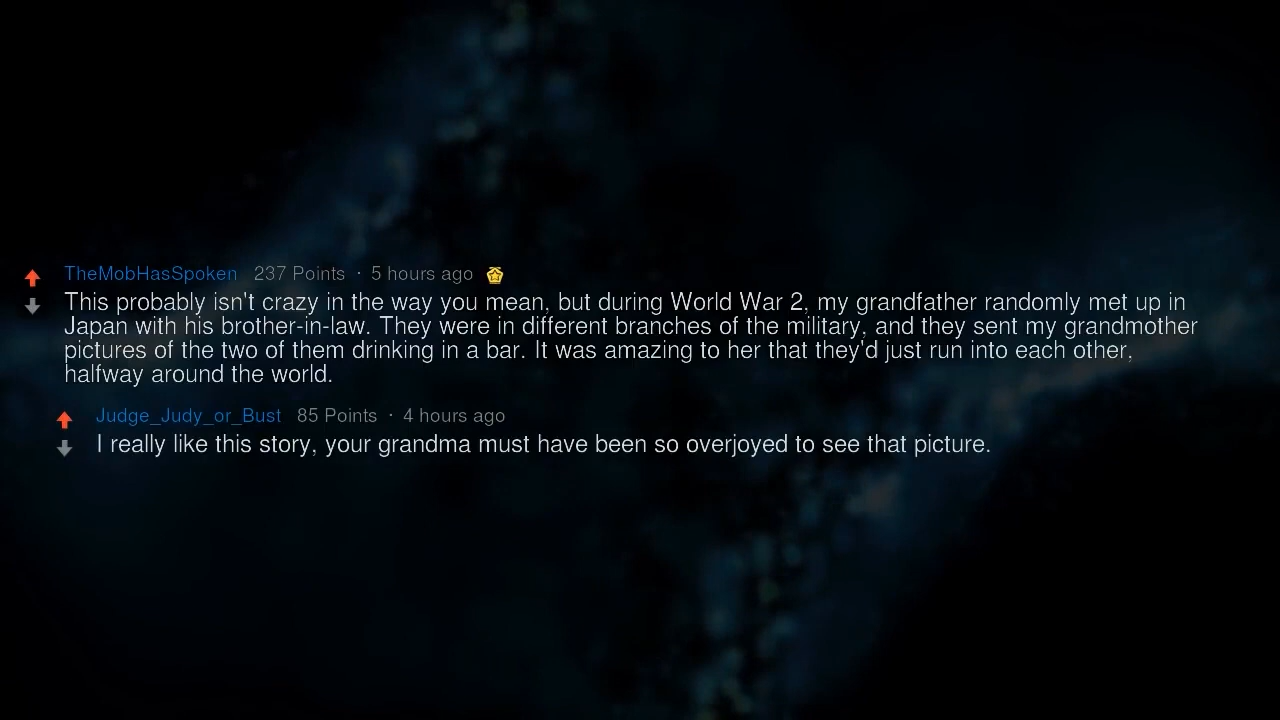 TheMobHasSpoken 237 Points · 5 hours ago
This probably isn't crazy in the way you mean, but during World War 2, my grandfather randomly met up in
Japan with his brother-in-law. They were in different branches of the military, and they sent my grandmother
pictures of the two of them drinking in a bar. It was amazing to her that they'd just run into each other,
halfway around the world.
Judge_Judy_or_Bust 85 Points · 4 hours ago
I really like this story, your grandma must have been so overjoyed to see that picture.